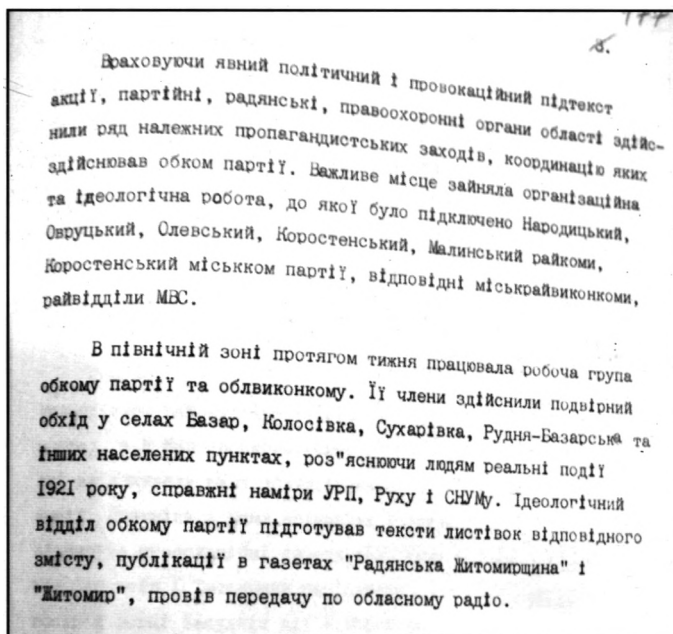 177
3.
Враховуючи явний політичний і провокаційний підтекст
акції, партійні, радянські, правоохоронні органи області здійс-
нили ряд належних пропагандистських заходів, координацію яких
здійснював обком партії. Важливе місце зайняла організаційна
та ідеологічна робота, до якої було підключено Народицький,
Овруцький, Олевський, Коростенський, Малинський райкоми,
Коростенський міськком партії, відповідні міськрайвиконкоми,
райвідділи МВС.
В північній зоні протягом тижня працювала робоча група
обкому партії та облвиконкому. Її члени здійснили подвірний
обхід у селах Базар, Колосівка, Сухарівка, Рудня-Базарська та
інших населених пунктах, роз"яснюючи людям реальні події
1921 року, справжні наміри УРП, Руху і СНУМу. Ідеологічний
відділ обкому партії підготував тексти листівок відповідного
змісту, публікації в газетах "Радянська Житомирщина" і
"Житомир", провів передачу по обласному радіо.